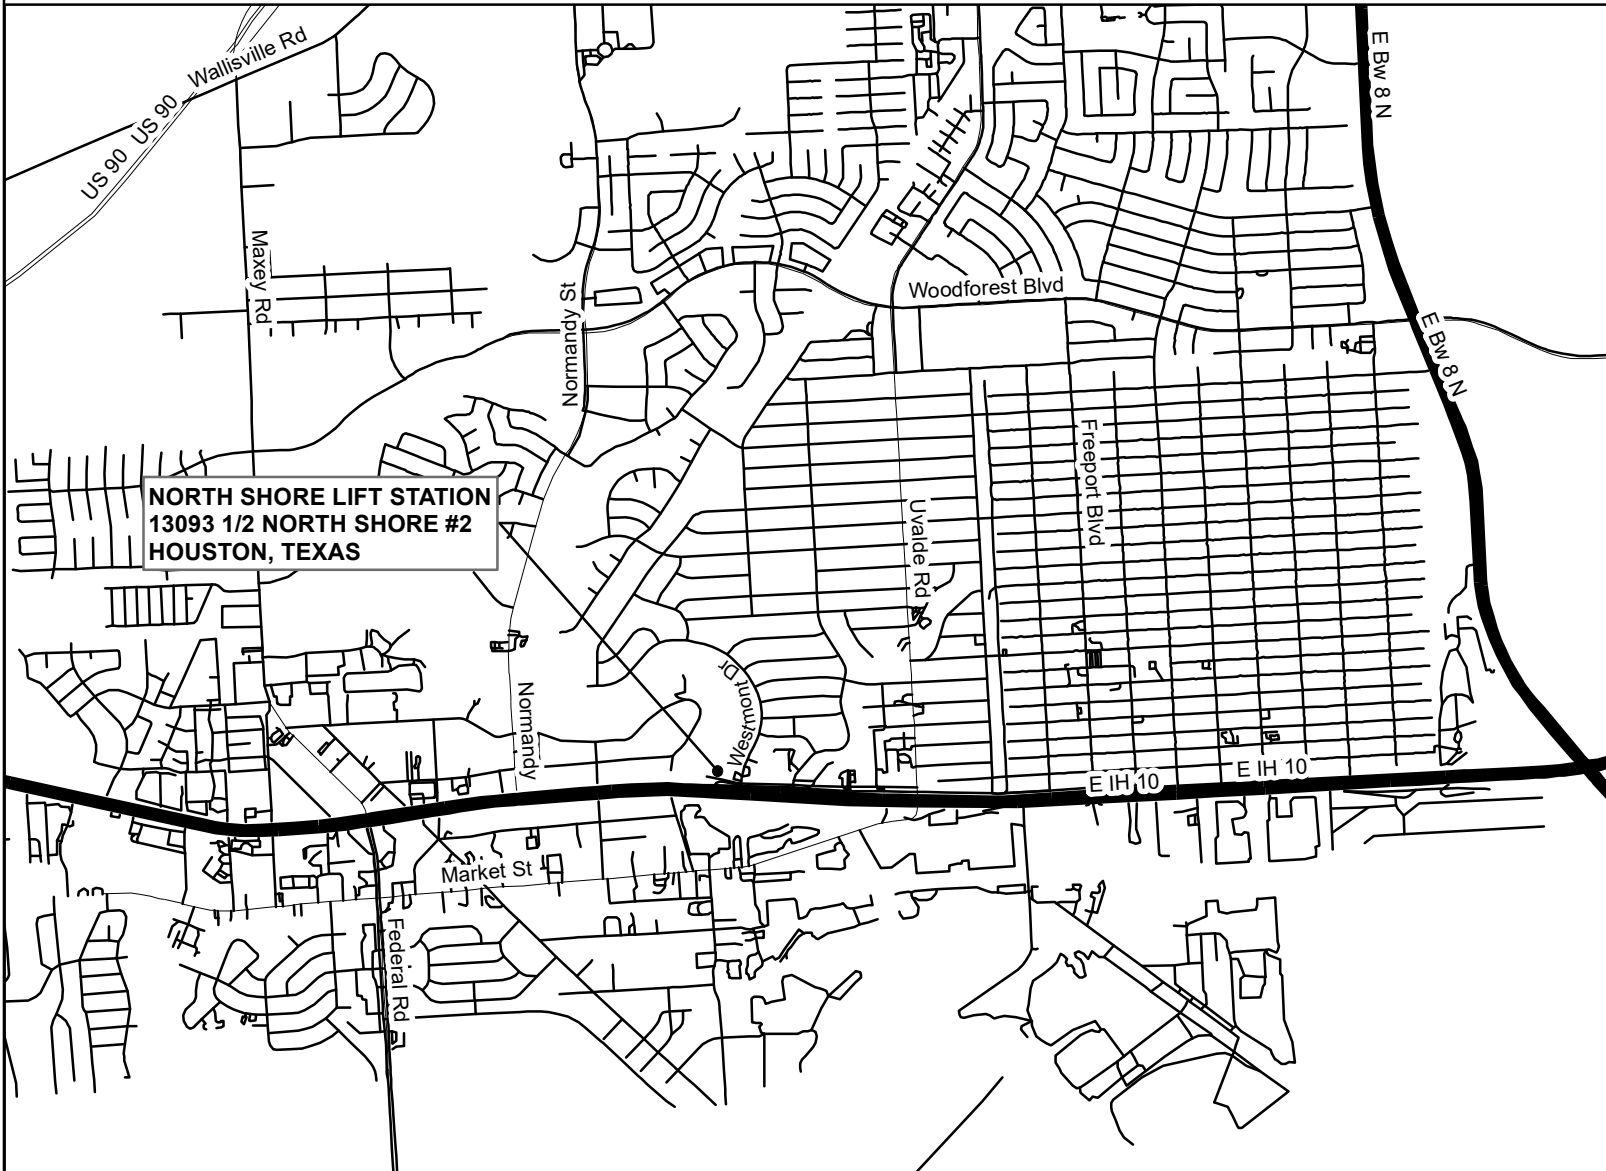 E Bw 8 N
Wallisville Rd
US 90
US 90
Maxey Rd
Normandy St
Woodforest Blvd
E Bw 8 N
Freeport Blvd
NORTH SHORE LIFT STATION
13093 1/2 NORTH SHORE #2
HOUSTON, TEXAS
Uvalde Rd
Westmont Dr
Normandy
E IH 10
E IH 10
Market St
Federal Rd